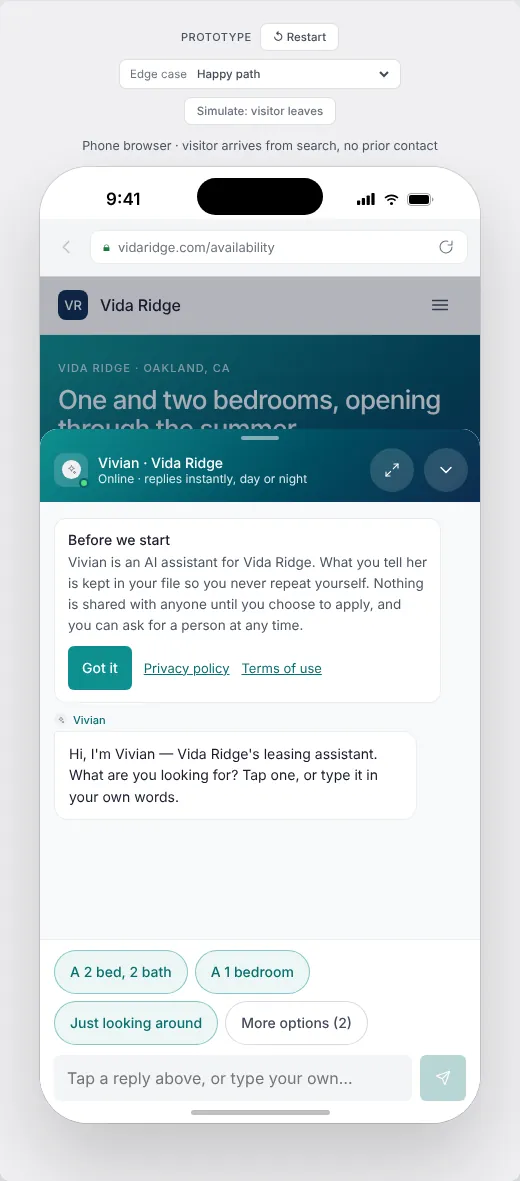 PROTOTYPE
Restart
Edge case Happy path
Simulate: visitor leaves
Phone browser · visitor arrives from search, no prior contact
9:41
vidaridge.com/availability
VR Vida Ridge
VIDA RIDGE · OAKLAND, CA
One and two bedrooms, opening
through the summer
Vivian · Vida Ridge
Online · replies instantly, day or night
Before we start
Vivian is an AI assistant for Vida Ridge. What you tell her
is kept in your file so you never repeat yourself. Nothing
is shared with anyone until you choose to apply, and
you can ask for a person at any time.
Got it Privacy policy Terms of use
Vivian
Hi, I'm Vivian — Vida Ridge's leasing assistant.
What are you looking for? Tap one, or type it in
your own words.
A 2 bed, 2 bath
A 1 bedroom
Just looking around
More options (2)
Tap a reply above, or type your own...